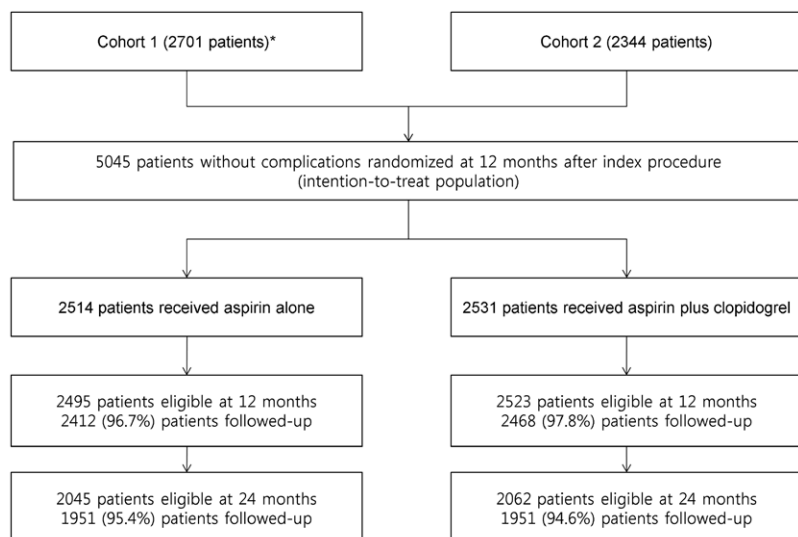 Cohort 1 (2701 patients)*
Cohort 2 (2344 patients)
5045 patients without complications randomized at 12 months after index procedure
(intention-to-treat population)
2514 patients received aspirin alone
2531 patients received aspirin plus clopidogrel
2495 patients eligible at 12 months
2412 (96.7%) patients followed-up
2523 patients eligible at 12 months
2468 (97.8%) patients followed-up
2045 patients eligible at 24 months
1951 (95.4%) patients followed-up
2062 patients eligible at 24 months
1951 (94.6%) patients followed-up